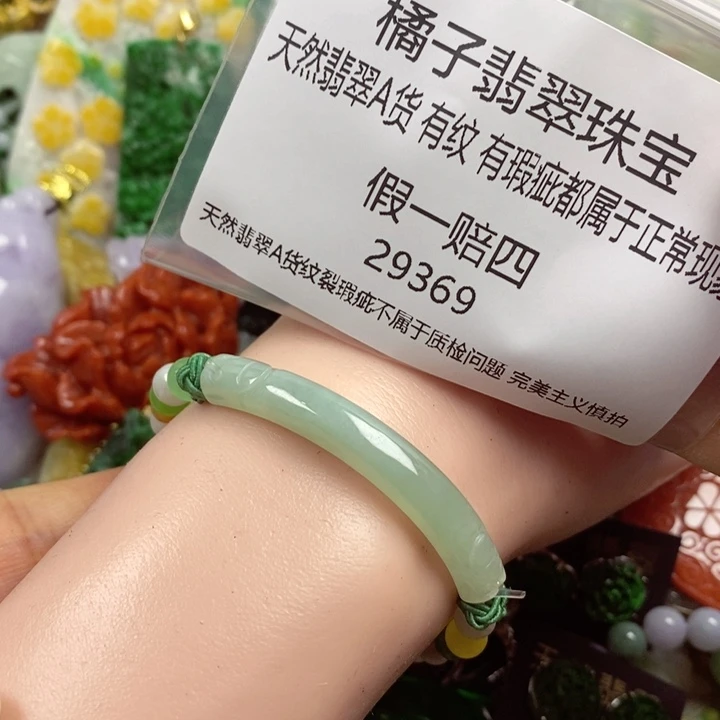 橘子翡翠珠宝
天然翡翠A货 有纹 有瑕疵都属于正常现象
假一赔四
29369
天然翡翠A货纹裂瑕疵不属于质检问题 完美主义慎拍